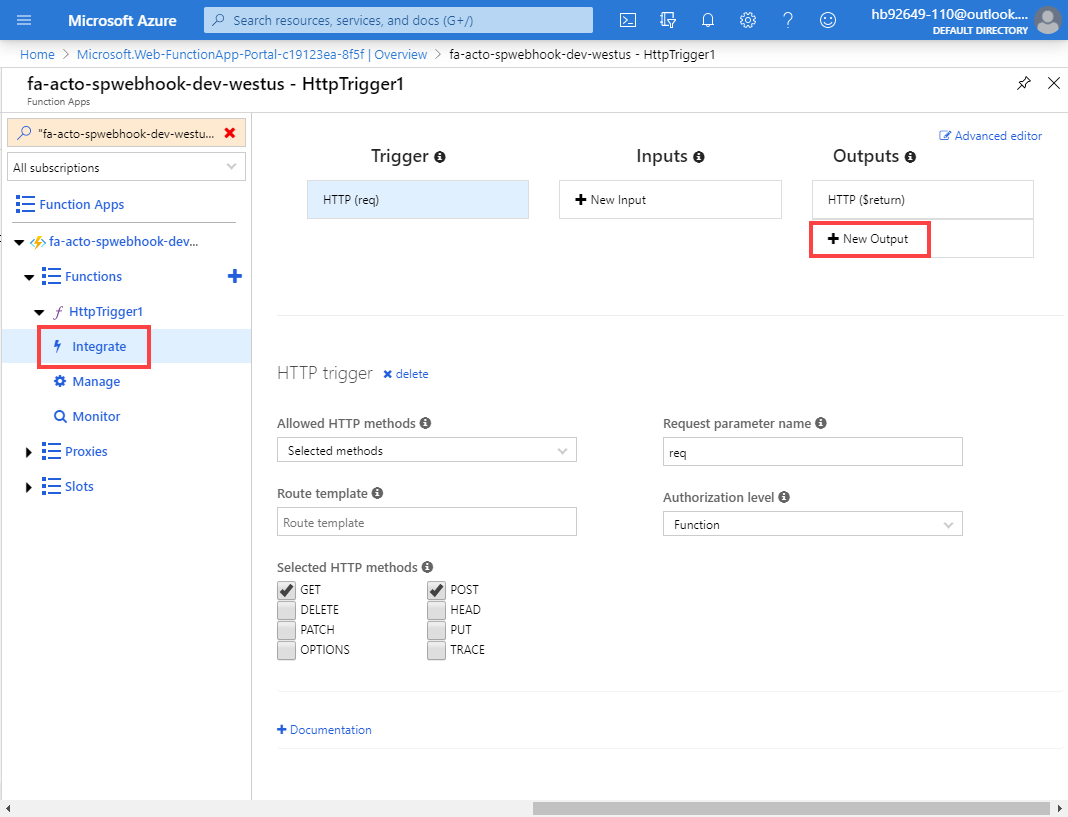 Microsoft Azure
Search resources, services, and docs (G+/)
hb92649-110@outlook....
DEFAULT DIRECTORY
Home > Microsoft.Web-FunctionApp-Portal-c19123ea-8f5f | Overview > fa-acto-spwebhook-dev-westus - HttpTrigger1
fa-acto-spwebhook-dev-westus - HttpTrigger1
Function Apps
"fa-acto-spwebhook-dev-westu...
All subscriptions
Function Apps
fa-acto-spwebhook-dev...
Functions
HttpTrigger1
Integrate
Manage
Monitor
Proxies
Slots
Advanced editor
Trigger
Inputs
Outputs
HTTP (req)
New Input
HTTP ($return)
New Output
HTTP trigger
delete
Allowed HTTP methods
Selected methods
Request parameter name
req
Route template
Route template
Authorization level
Function
Selected HTTP methods
GET
POST
DELETE
HEAD
PATCH
PUT
OPTIONS
TRACE
Documentation